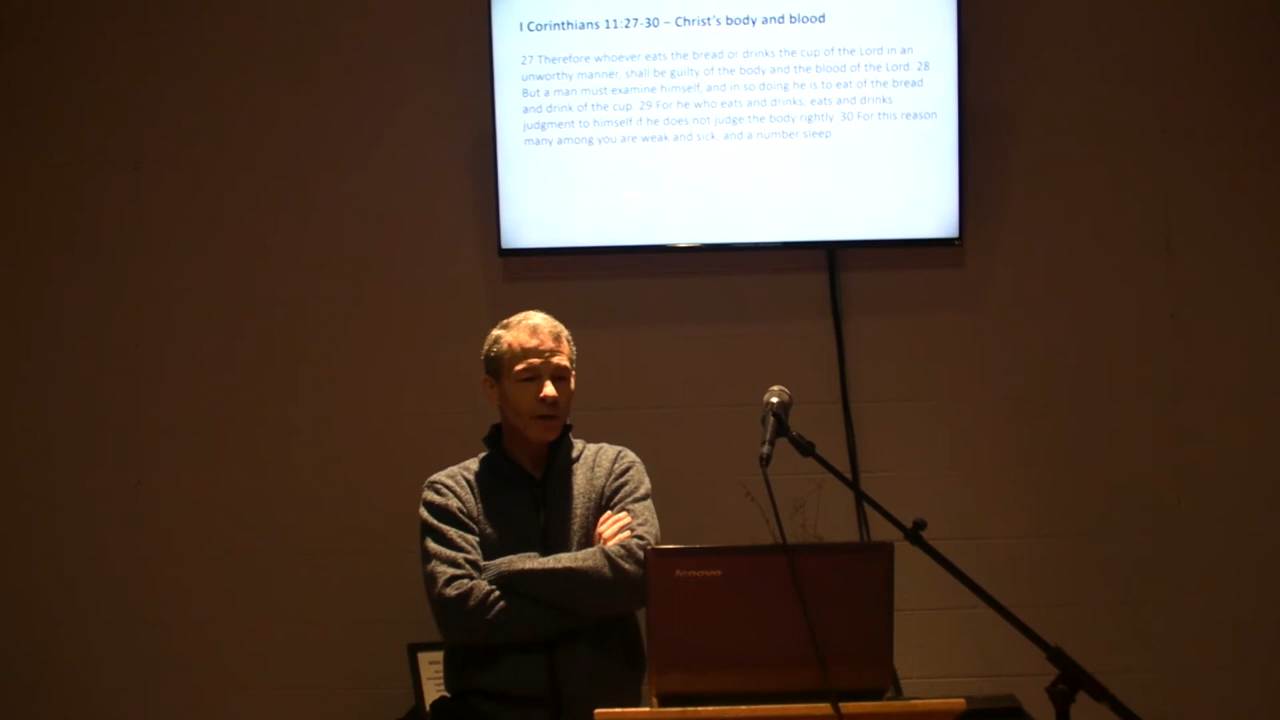 I Corinthians 11:27-30 – Christ's body and blood
27 Therefore whoever eats the bread or drinks the cup of the Lord in an
unworthy manner, shall be guilty of the body and the blood of the Lord. 28
But a man must examine himself, and in so doing he is to eat of the bread
and drink of the cup. 29 For he who eats and drinks, eats and drinks
judgment to himself if he does not judge the body rightly. 30 For this reason
many among you are weak and sick, and a number sleep
lenovo